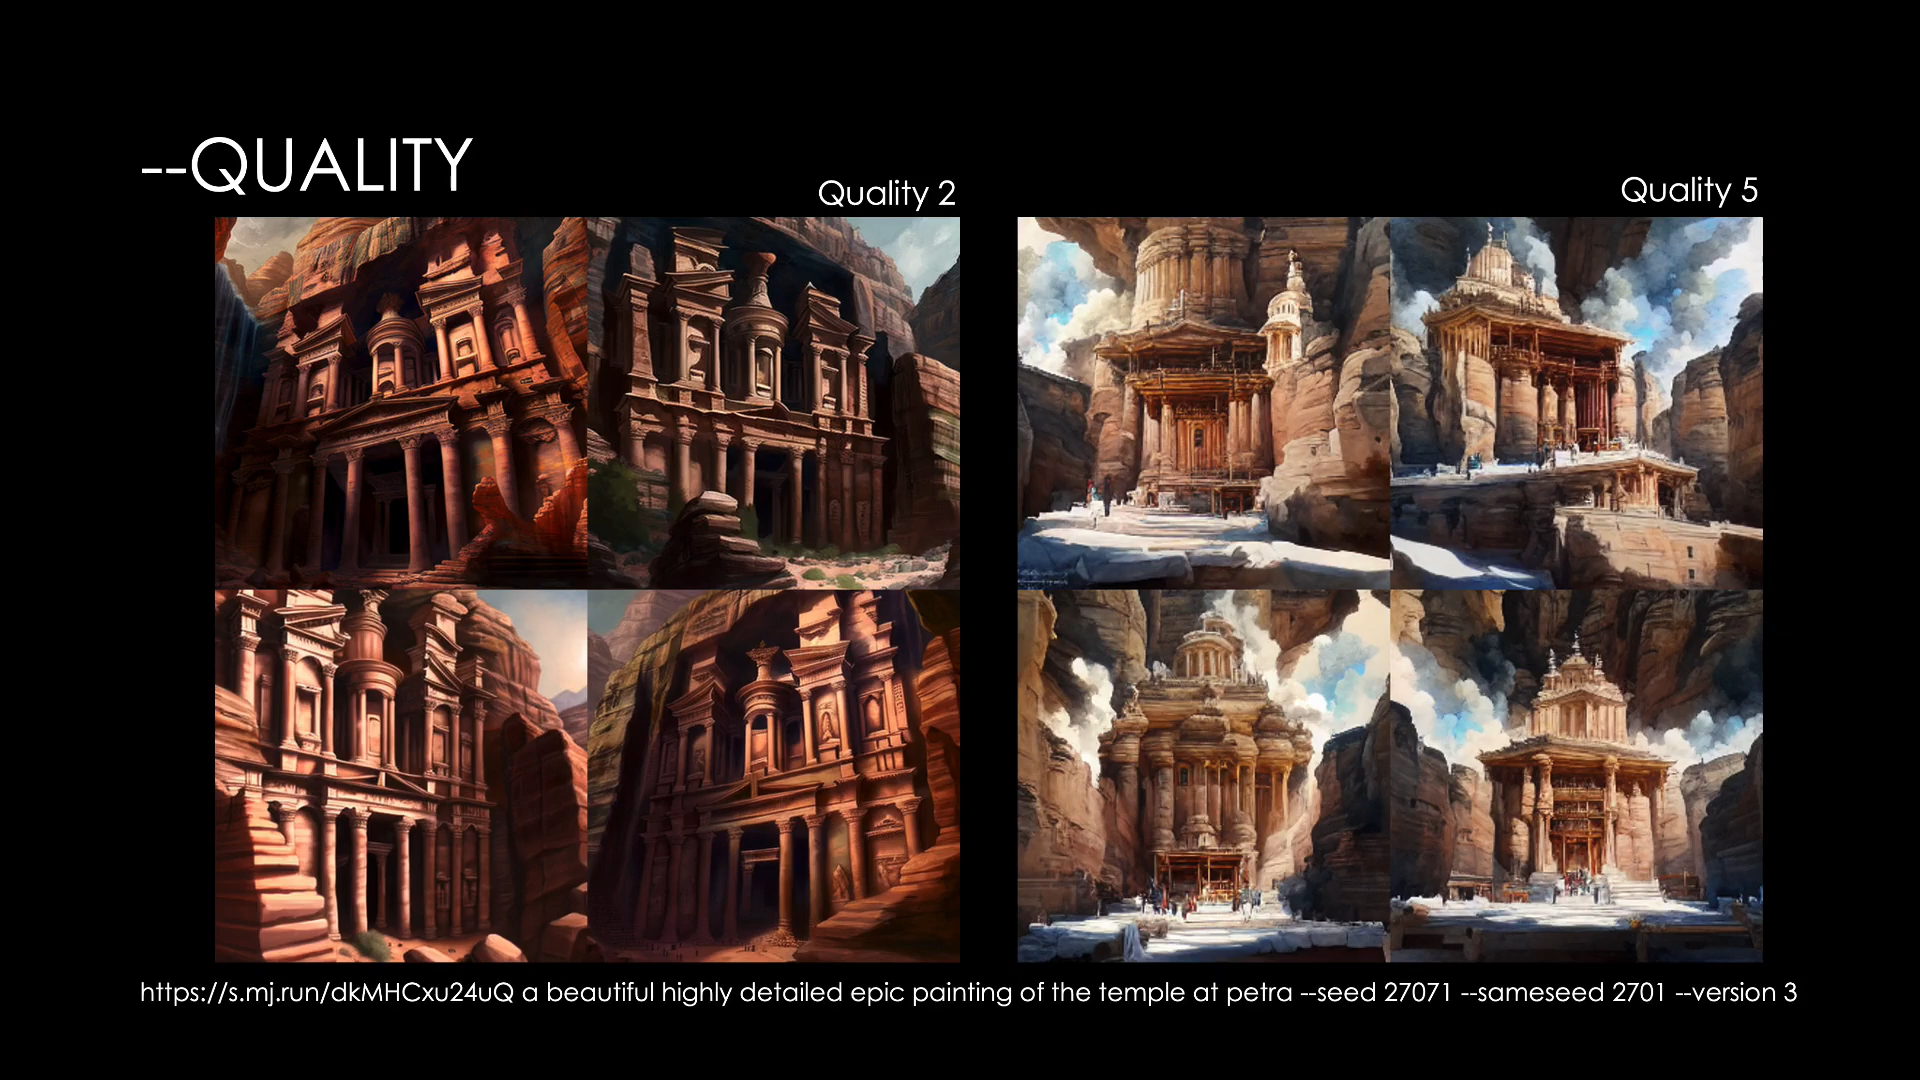 --QUALITY
Quality 2
Quality 5
https://s.mj.run/dkMHCxu24uQ a beautiful highly detailed epic painting of the temple at petra --seed 27071 --sameseed 2701 --version 3